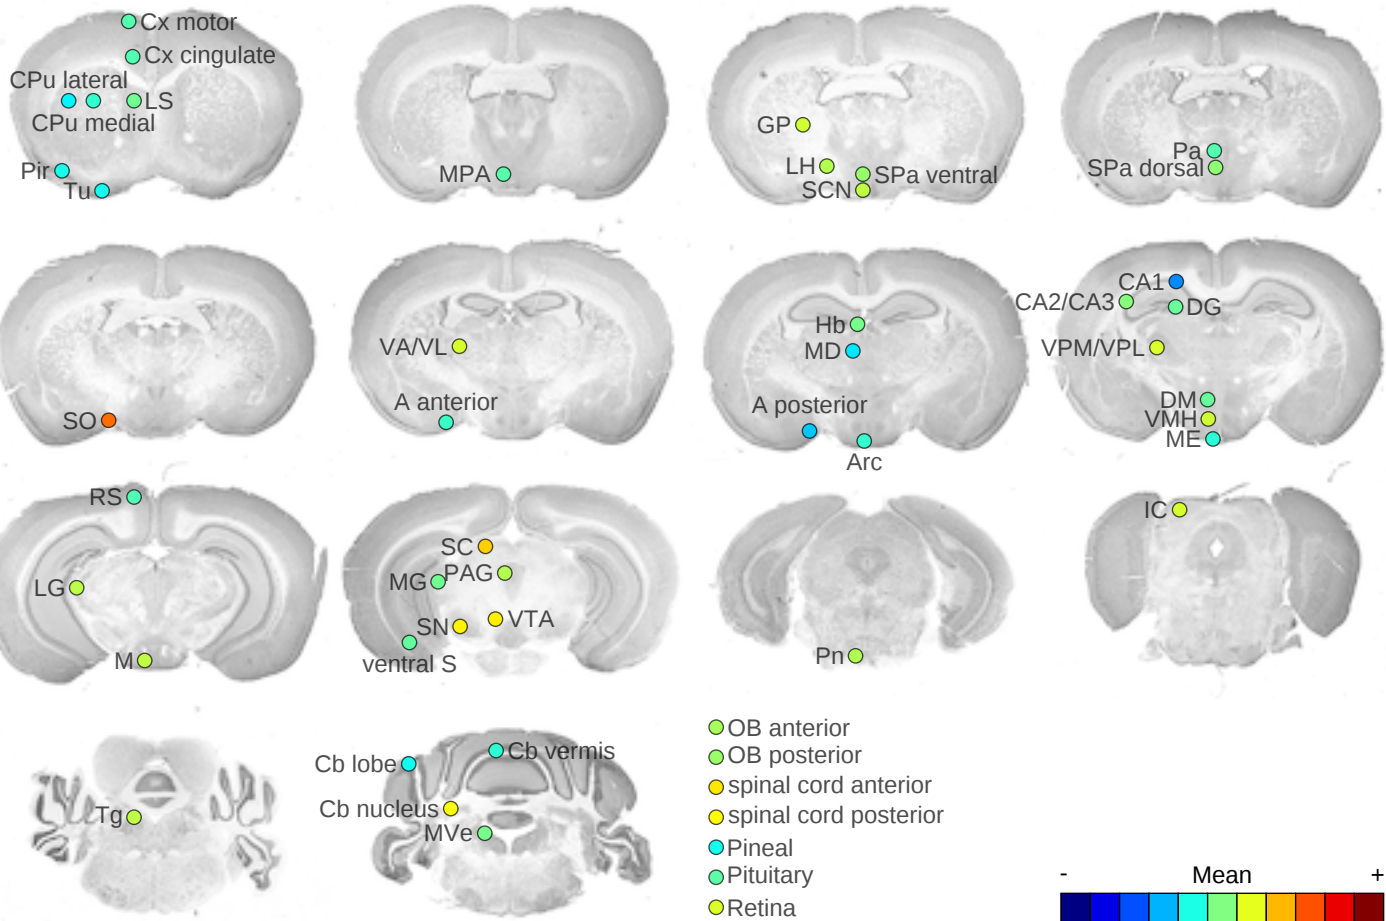 Cx motor
Cx cingulate
CPu lateral
LS
CPu medial
Pir
Tu
MPA
GP
LH
SPa ventral
SCN
Pa
SPa dorsal
SO
VA/VL
A anterior
Hb
MD
A posterior
Arc
CA1
CA2/CA3
DG
VPM/VPL
DM
VMH
ME
RS
LG
M
SC
MG
PAG
SN
VTA
ventral S
Pn
IC
Tg
Cb lobe
Cb vermis
Cb nucleus
MVe
OB anterior
OB posterior
spinal cord anterior
spinal cord posterior
Pineal
Pituitary
Retina
- Mean +